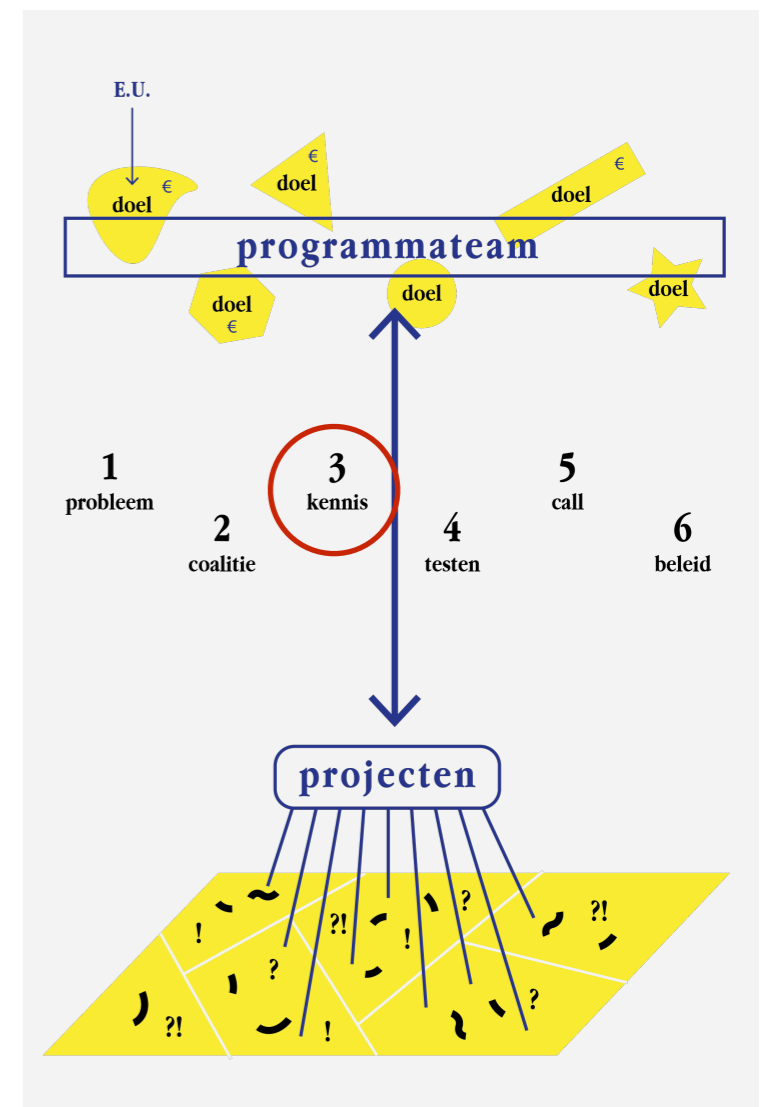 E.U.
€
doel
€
doel
€
doel
programmateam
doel
€
doel
doel
1
probleem
2
coalitie
3
kennis
4
testen
5
call
6
beleid
projecten
!
?!
!
?
?!
?
?!
!
?